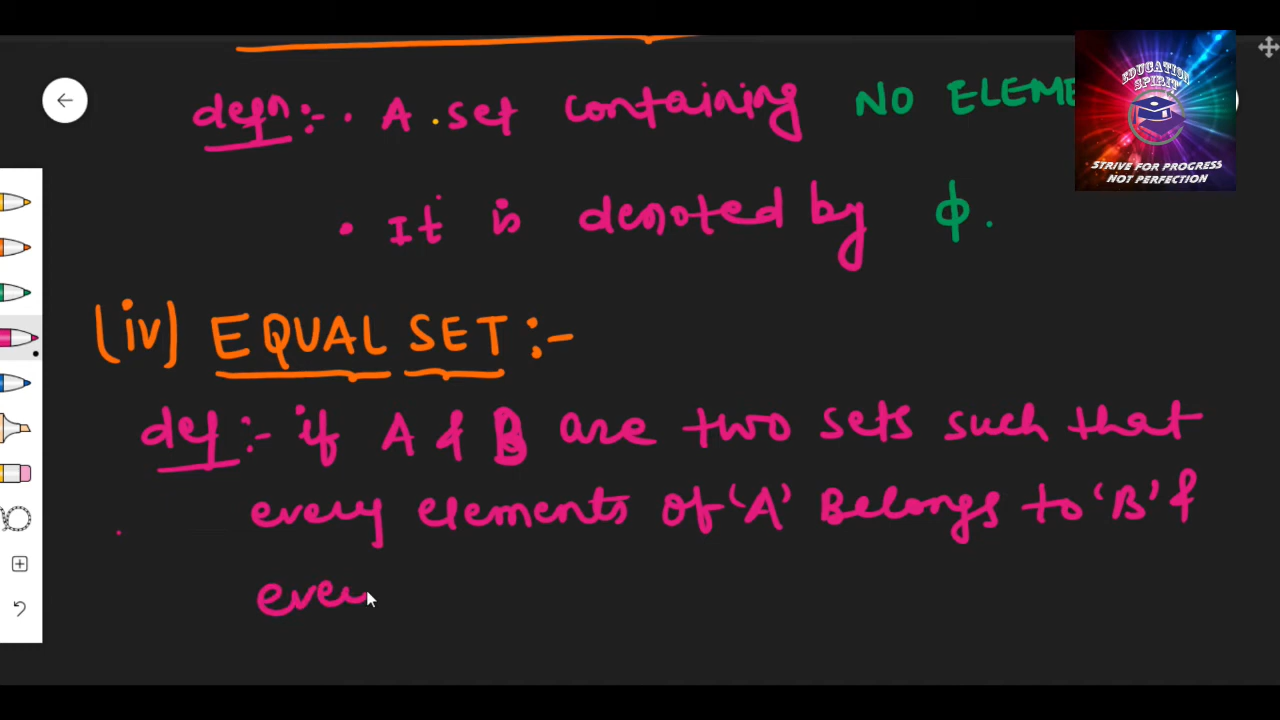 defn:- · A set containing NO ELEME
EDUCATION
SPIRIT
STRIVE FOR PROGRESS
NOT PERFECTION
• It is denoted by ϕ.
(iv) EQUAL SET:-
def:- if A & B are two sets such that
every elements of 'A' Belongs to 'B' &
ever